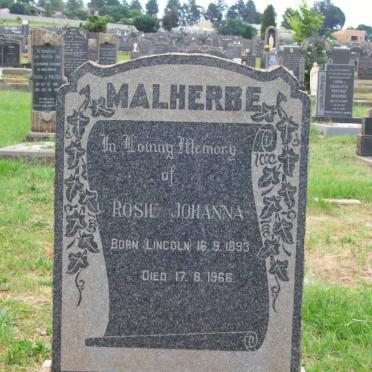 MALHERBE
In Loving Memory
of
ROSIE JOHANNA
BORN (LINCOLN) 16.9.1893
DIED 17.8.1966